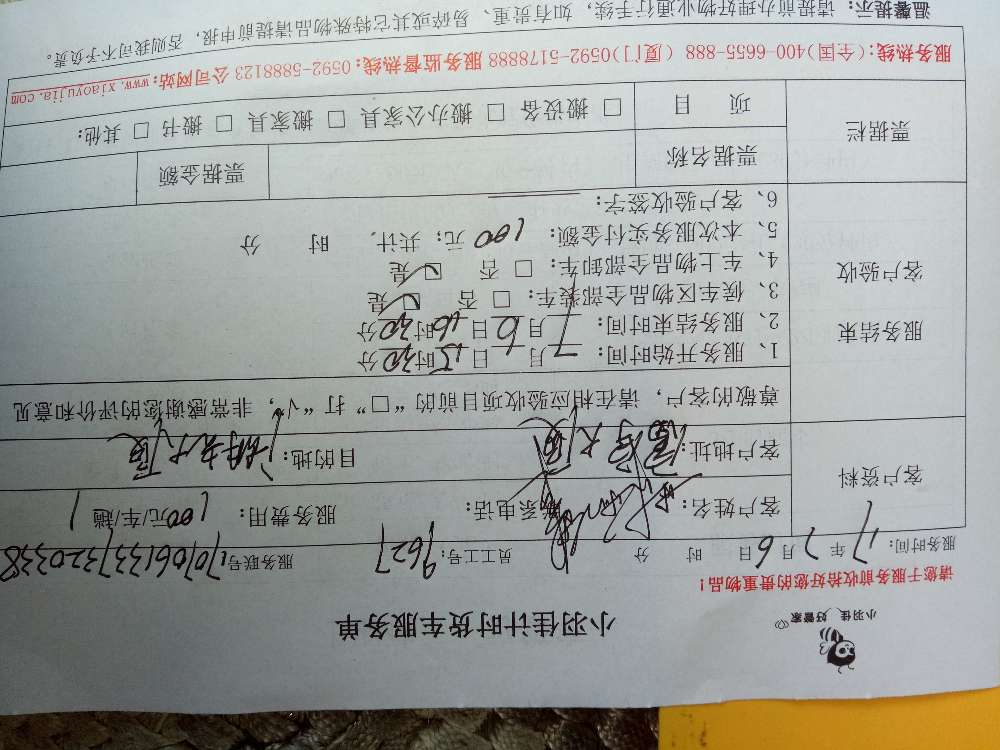 小羽佳、好管家
小羽佳计时货车服务单
请您于服务前收拾好您的贵重物品!
服务时间: 17年7月6日 时 分 员工工号: 9627 服务联号: 1706133
客户资料
客户姓名: 联系电话: 服务费用: 100元/车/趟
客户地址: 大厦 目的地: 大厦
尊敬的客户，请在相应验收项目前的“□”打“√”，非常感谢您的评价和意见
服务结束
客户验收
1、服务开始时间: 7月6日15时30分
2、服务结束时间: 7月6日16时30分
3、候车区物品全部装车: □ 否 □ 是
4、车上物品全部卸车: □ 否 □ 是
5、本次服务实付金额: 100 元; 共计. 时 分
6、客户验收签字:
票据栏
票据名称 票据金额
项 目 □ 搬设备 □ 搬办公家具 □ 搬家具 □ 搬书 □ 其他:
服务热线:(全国)400-6655-888 (厦门)0592-5178888 服务监督热线: 0592-5888123 公司网站: www.xiaoyujia.com
温馨提示: 请提前办理好物业通行手续，如有贵重、易碎或其它特殊物品请提前申报，否则我司不予负责。